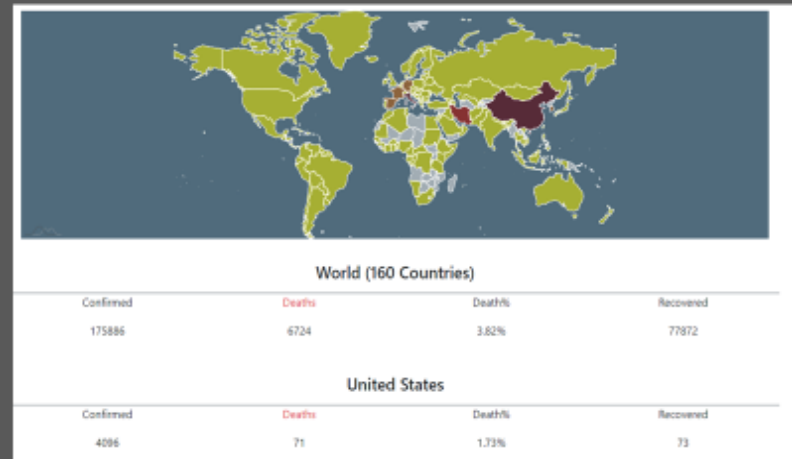 World (160 Countries)
Confirmed Deaths Death% Recovered
175886 6724 3.82% 77872
United States
Confirmed Deaths Death% Recovered
4096 71 1.73% 73